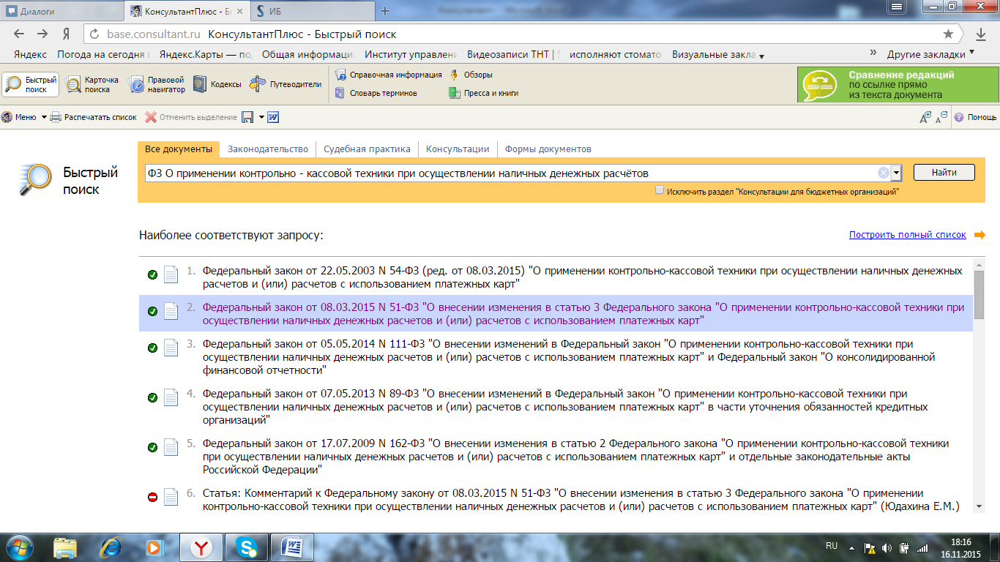 Диалоги
КонсультантПлюс - Бы
ИБ
Я
base.consultant.ru КонсультантПлюс - Быстрый поиск
Яндекс Погода на сегодня Яндекс.Карты — по Общая информаци Институт управлени Видеозаписи ТНТ | исполняют стомато Визуальные закла » Другие закладки
Быстрый поиск
Карточка поиска
Правовой навигатор
Кодексы
Путеводители
Справочная информация
Обзоры
Словарь терминов
Пресса и книги
Сравнение редакций
по ссылке прямо
из текста документа
Меню Распечатать список Отменить выделение Помощь
Все документы Законодательство Судебная практика Консультации Формы документов
Быстрый
поиск
ФЗ О применении контрольно - кассовой техники при осуществлении наличных денежных расчётов
Найти
Исключить раздел "Консультации для бюджетных организаций"
Наиболее соответствуют запросу:
Построить полный список
1. Федеральный закон от 22.05.2003 N 54-ФЗ (ред. от 08.03.2015) "О применении контрольно-кассовой техники при осуществлении наличных денежных
расчетов и (или) расчетов с использованием платежных карт"
2. Федеральный закон от 08.03.2015 N 51-ФЗ "О внесении изменения в статью 3 Федерального закона "О применении контрольно-кассовой техники при
осуществлении наличных денежных расчетов и (или) расчетов с использованием платежных карт"
3. Федеральный закон от 05.05.2014 N 111-ФЗ "О внесении изменений в Федеральный закон "О применении контрольно-кассовой техники при
осуществлении наличных денежных расчетов и (или) расчетов с использованием платежных карт" и Федеральный закон "О консолидированной
финансовой отчетности"
4. Федеральный закон от 07.05.2013 N 89-ФЗ "О внесении изменений в Федеральный закон "О применении контрольно-кассовой техники при
осуществлении наличных денежных расчетов и (или) расчетов с использованием платежных карт" в части уточнения обязанностей кредитных
организаций"
5. Федеральный закон от 17.07.2009 N 162-ФЗ "О внесении изменений в статью 2 Федерального закона "О применении контрольно-кассовой техники
при осуществлении наличных денежных расчетов и (или) расчетов с использованием платежных карт" и отдельные законодательные акты
Российской Федерации"
6. Статья: Комментарий к Федеральному закону от 08.03.2015 N 51-ФЗ "О внесении изменения в статью 3 Федерального закона "О применении
контрольно-кассовой техники при осуществлении наличных денежных расчетов и (или) расчетов с использованием платежных карт" (Юдахина Е.М.)
RU
18:16
16.11.2015